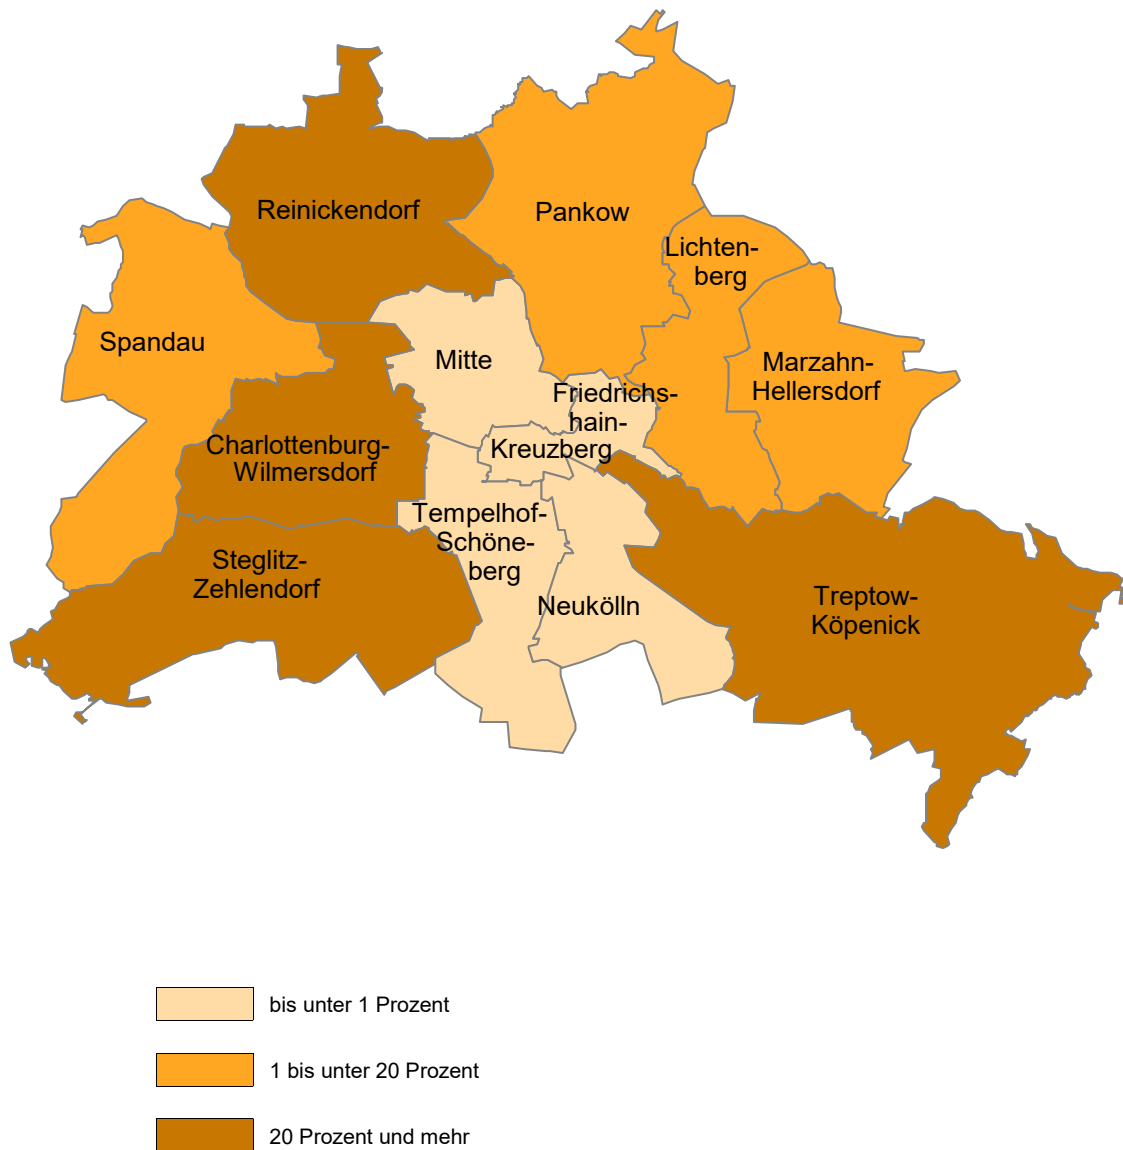 Reinickendorf
Pankow
Lichten-
berg
Spandau
Mitte
Marzahn-
Hellersdorf
Friedrichs-
hain-
Kreuzberg
Charlottenburg-
Wilmersdorf
Tempelhof-
Schöne-
berg
Steglitz-
Zehlendorf
Neukölln
Treptow-
Köpenick
bis unter 1 Prozent
1 bis unter 20 Prozent
20 Prozent und mehr